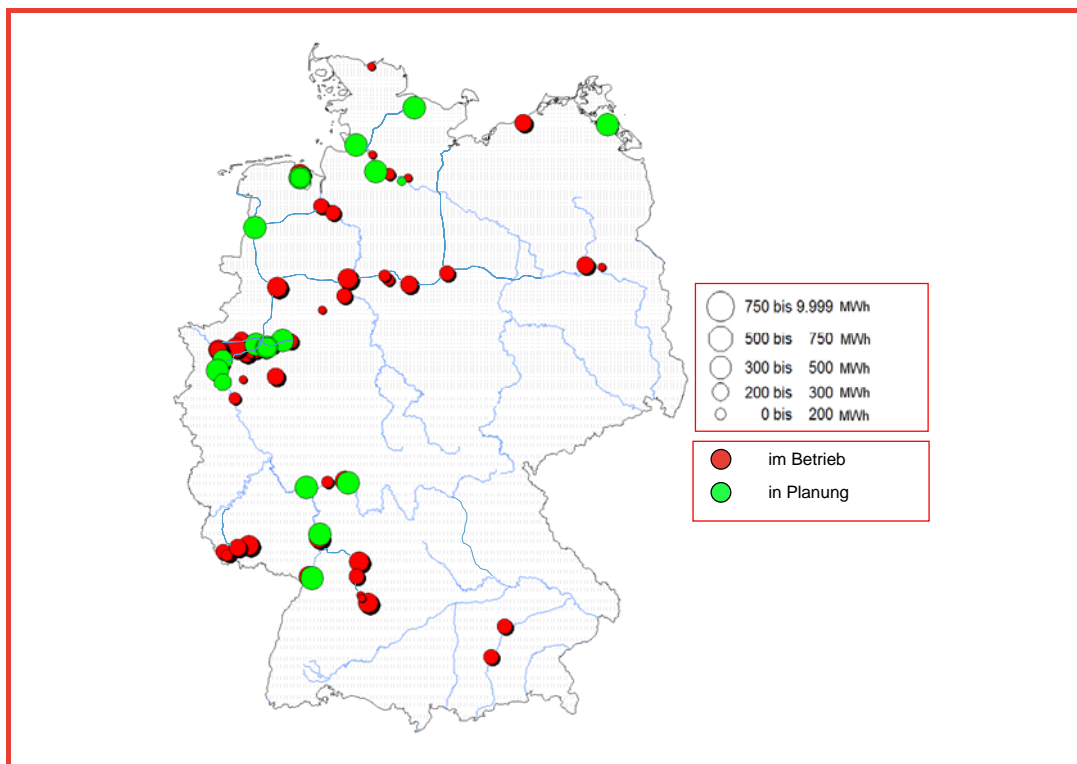 750 bis 9.999 MWh
500 bis 750 MWh
300 bis 500 MWh
200 bis 300 MWh
0 bis 200 MWh
im Betrieb
in Planung